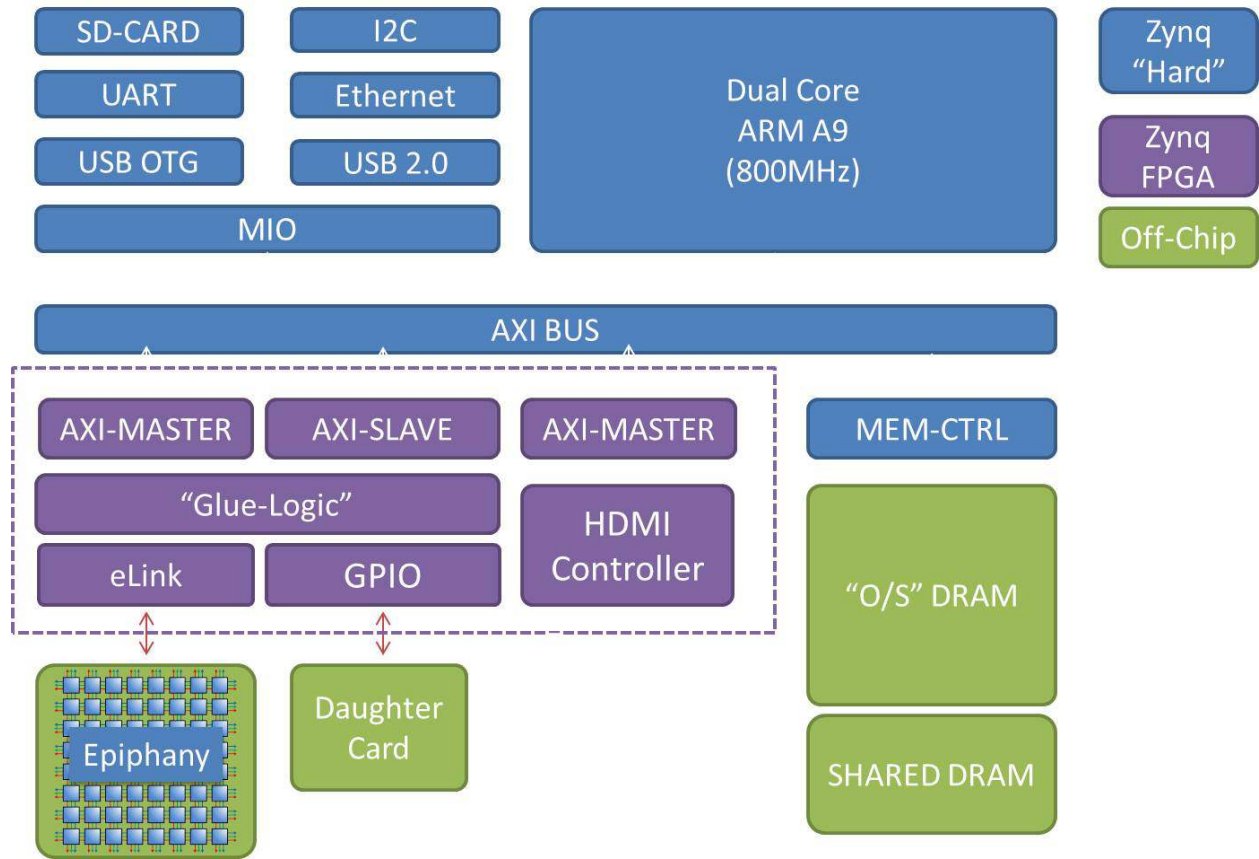 SD-CARD
I2C
UART
Ethernet
USB OTG
USB 2.0
MIO
Dual Core
ARM A9
(800MHz)
Zynq
“Hard”
Zynq
FPGA
Off-Chip
AXI BUS
AXI-MASTER
AXI-SLAVE
AXI-MASTER
MEM-CTRL
“Glue-Logic”
HDMI
Controller
eLink
GPIO
“O/S” DRAM
Epiphany
Daughter
Card
SHARED DRAM